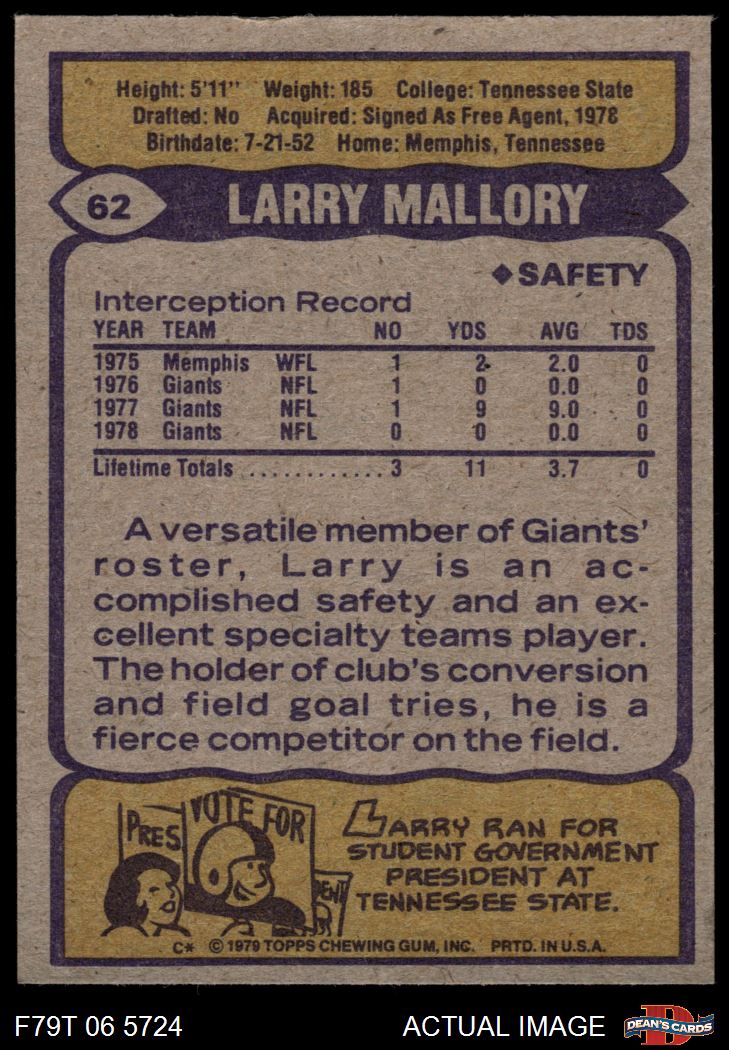 Height: 5'11" Weight: 185 College: Tennessee State
Drafted: No Acquired: Signed As Free Agent, 1978
Birthdate: 7-21-52 Home: Memphis, Tennessee
62 LARRY MALLORY
◆SAFETY
Interception Record
YEAR TEAM NO YDS AVG TDS
1975 Memphis WFL 1 2 2.0 0
1976 Giants NFL 1 0 0.0 0
1977 Giants NFL 1 9 9.0 0
1978 Giants NFL 0 0 0.0 0
Lifetime Totals ............ 3 11 3.7 0
A versatile member of Giants'
roster, Larry is an ac-
complished safety and an ex-
cellent specialty teams player.
The holder of club's conversion
and field goal tries, he is a
fierce competitor on the field.
PRES
VOTE FOR
ENT
LARRY RAN FOR
STUDENT GOVERNMENT
PRESIDENT AT
TENNESSEE STATE.
C* © 1979 TOPPS CHEWING GUM, INC. PRTD. IN U.S.A.
F79T 06 5724 ACTUAL IMAGE D DEAN'S CARDS